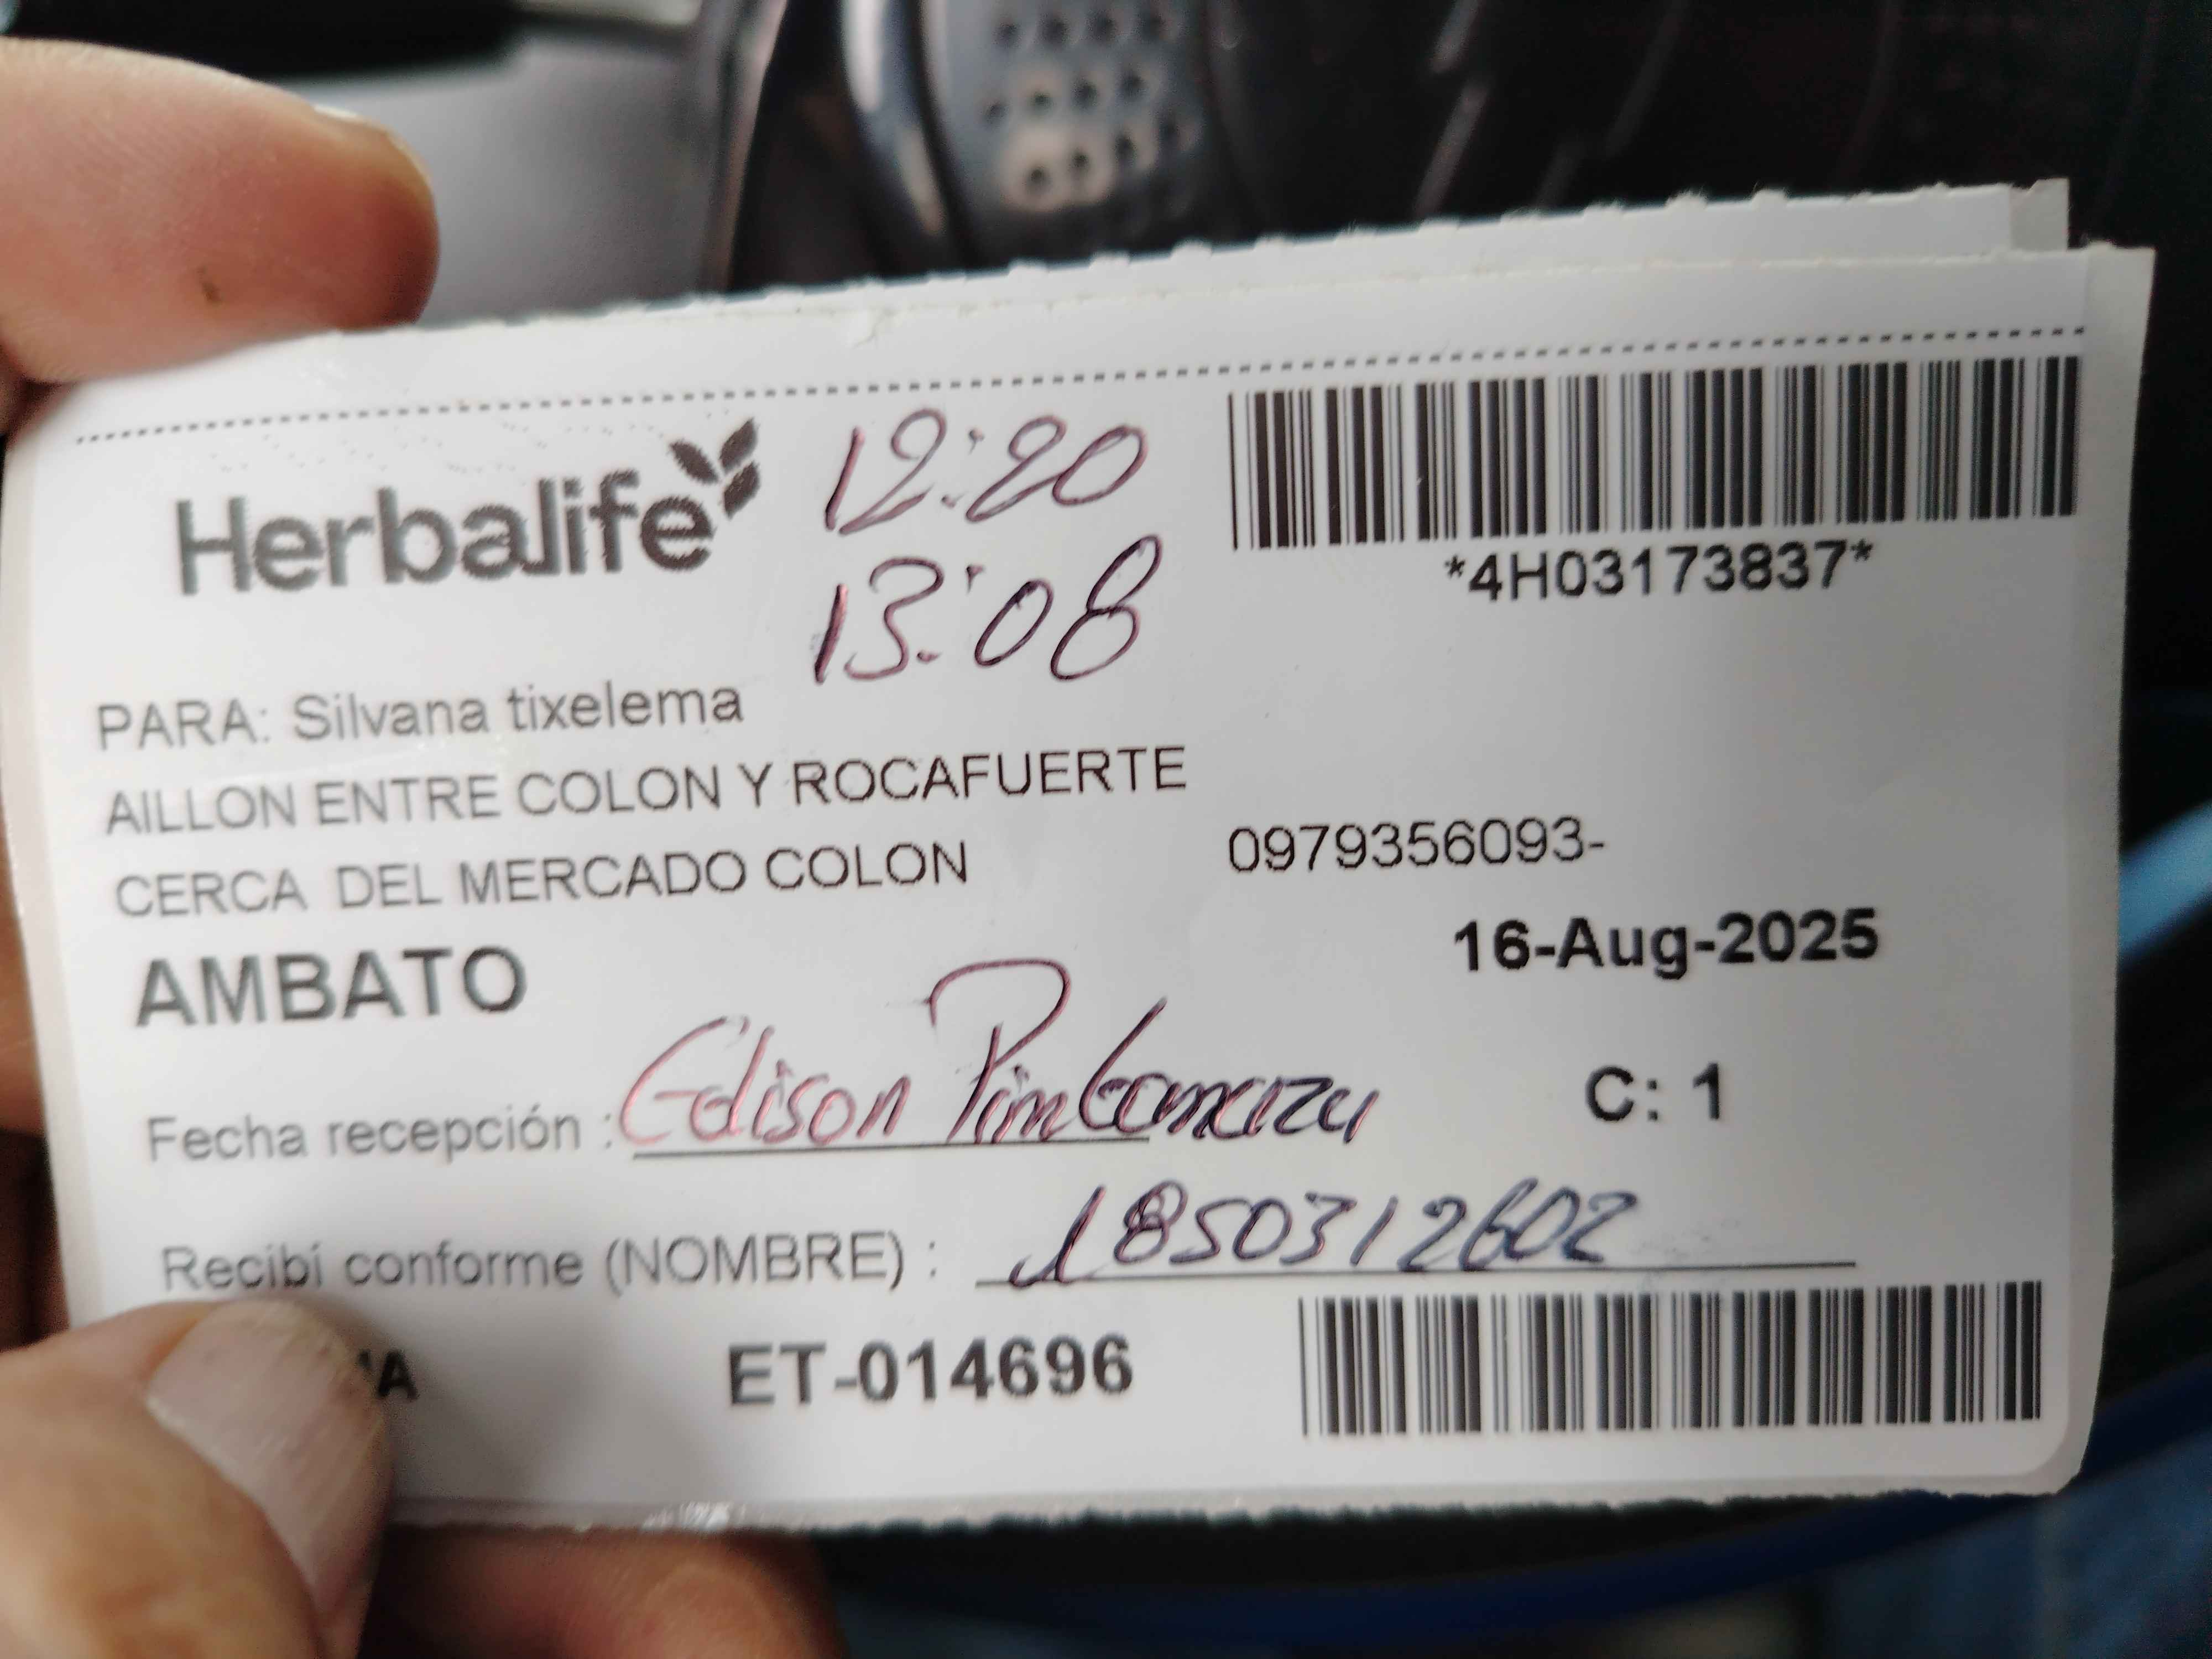 Herbalife
12:20
13:08
*4H03173837*
PARA: Silvana tixelema
AILLON ENTRE COLON Y ROCAFUERTE
CERCA DEL MERCADO COLON
0979356093-
AMBATO
16-Aug-2025
Fecha recepción : Edison
C: 1
Recibí conforme (NOMBRE) : 1850312602
ET-014696